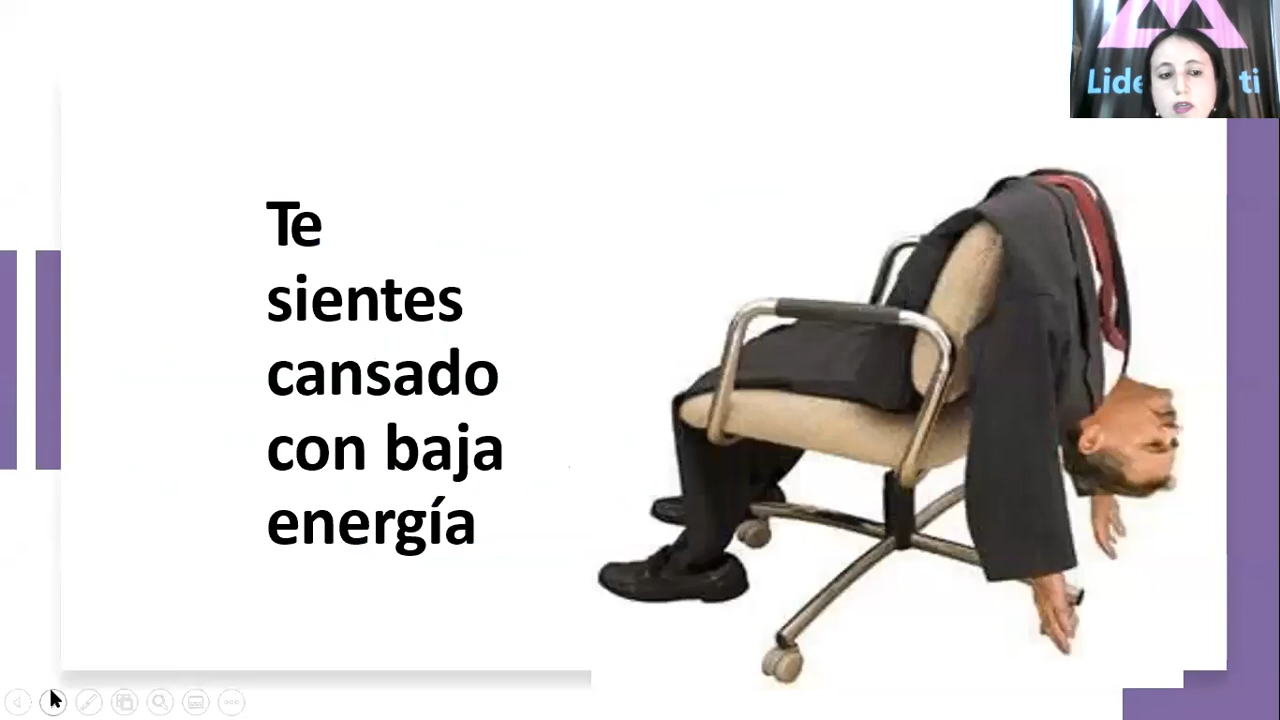 Te
sientes
cansado
con baja
energía